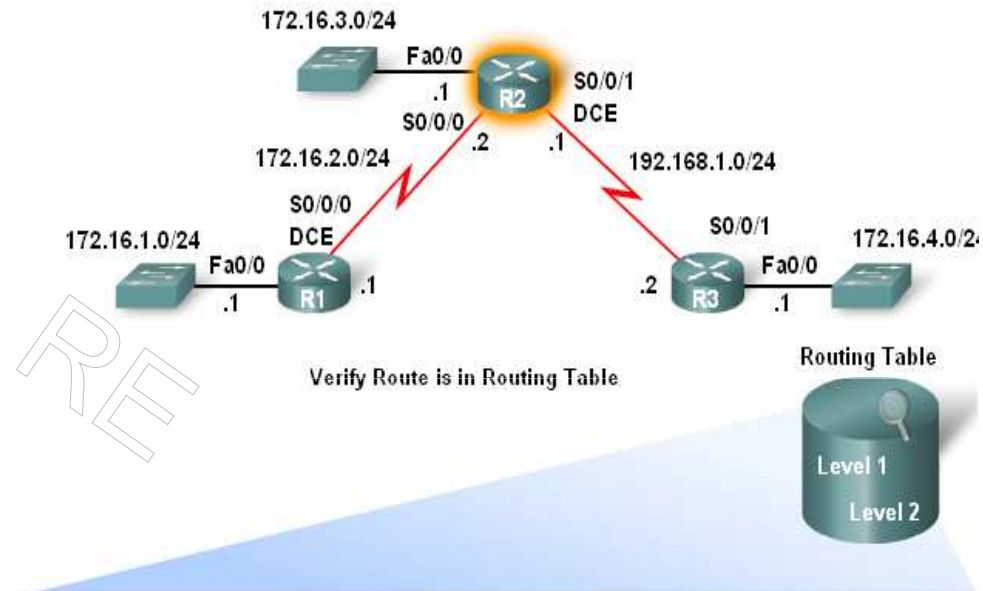 172.16.3.0/24
Fa0/0
.1
R2
S0/0/1
DCE
S0/0/0
.2
.1
172.16.2.0/24
192.168.1.0/24
S0/0/0
DCE
S0/0/1
172.16.1.0/24
172.16.4.0/24
Fa0/0
Fa0/0
.1
R1
.1
.2
R3
.1
RE
Verify Route is in Routing Table
Routing Table
Level 1
Level 2